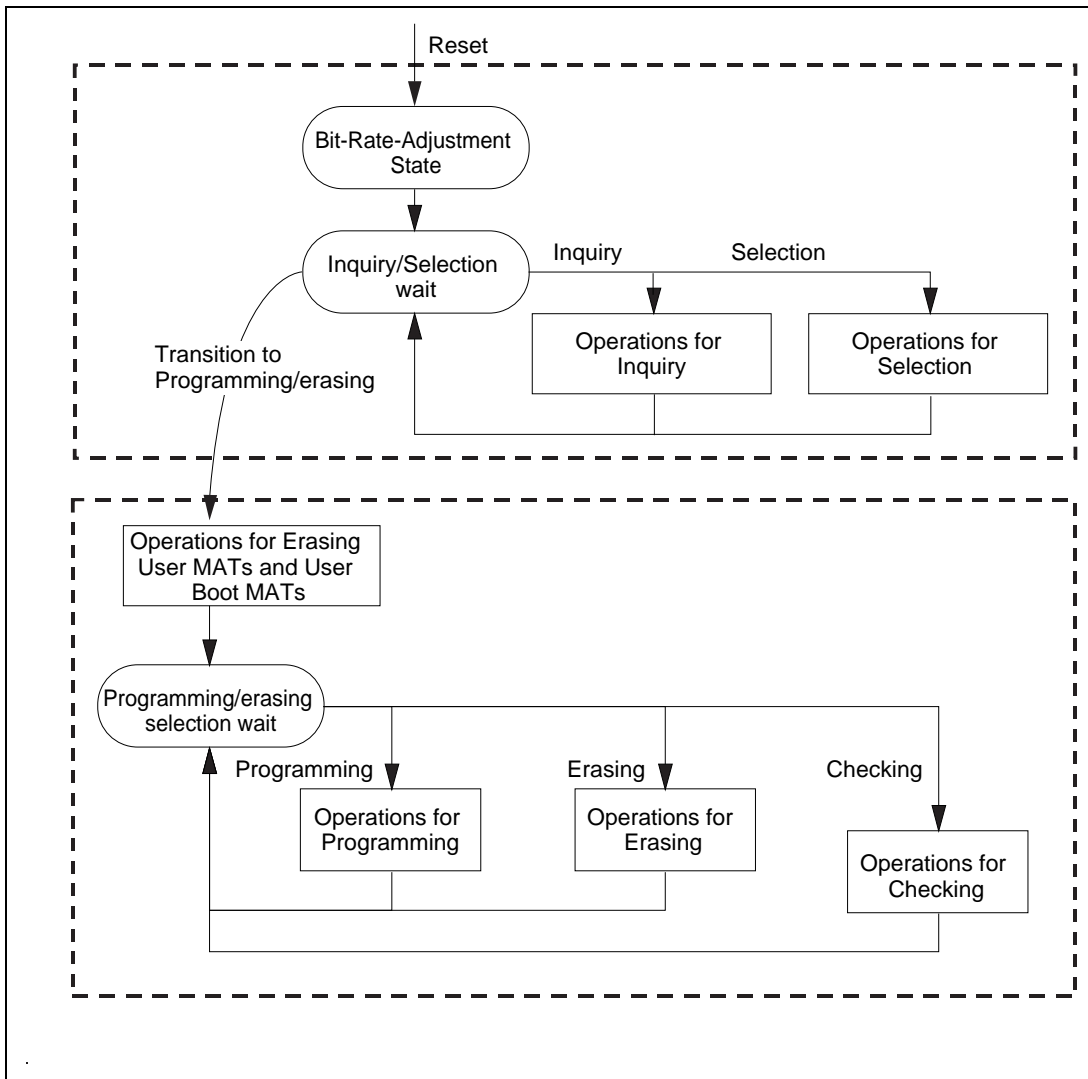 Reset
Bit-Rate-Adjustment
State
Inquiry/Selection
wait
Inquiry
Selection
Operations for
Inquiry
Operations for
Selection
Transition to
Programming/erasing
Operations for Erasing
User MATs and User
Boot MATs
Programming/erasing
selection wait
Programming
Erasing
Checking
Operations for
Programming
Operations for
Erasing
Operations for
Checking
.